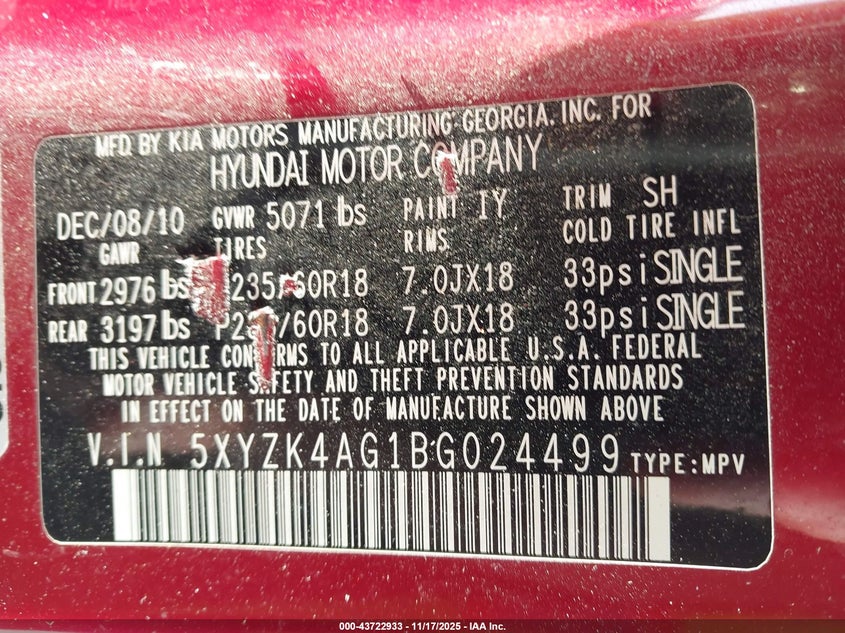 MFD. BY KIA MOTORS MANUFACTURING GEORGIA. INC. FOR
HYUNDAI MOTOR COMPANY
DEC/08/10 GVWR 5071 lbs PAINT IY TRIM SH
GAWR TIRES RIMS COLD TIRE INFL
FRONT 2976 lbs 235/60R18 7.0JX18 33psi SINGLE
REAR 3197 lbs /60R18 7.0JX18 33psi SINGLE
THIS VEHICLE CONFORMS TO ALL APPLICABLE U.S.A. FEDERAL
MOTOR VEHICLE SAFETY AND THEFT PREVENTION STANDARDS
IN EFFECT ON THE DATE OF MANUFACTURE SHOWN ABOVE
V.I.N 5XYZK4AG1BG024499 TYPE:MPV
000-43722933 - 11/17/2025 - IAA Inc.